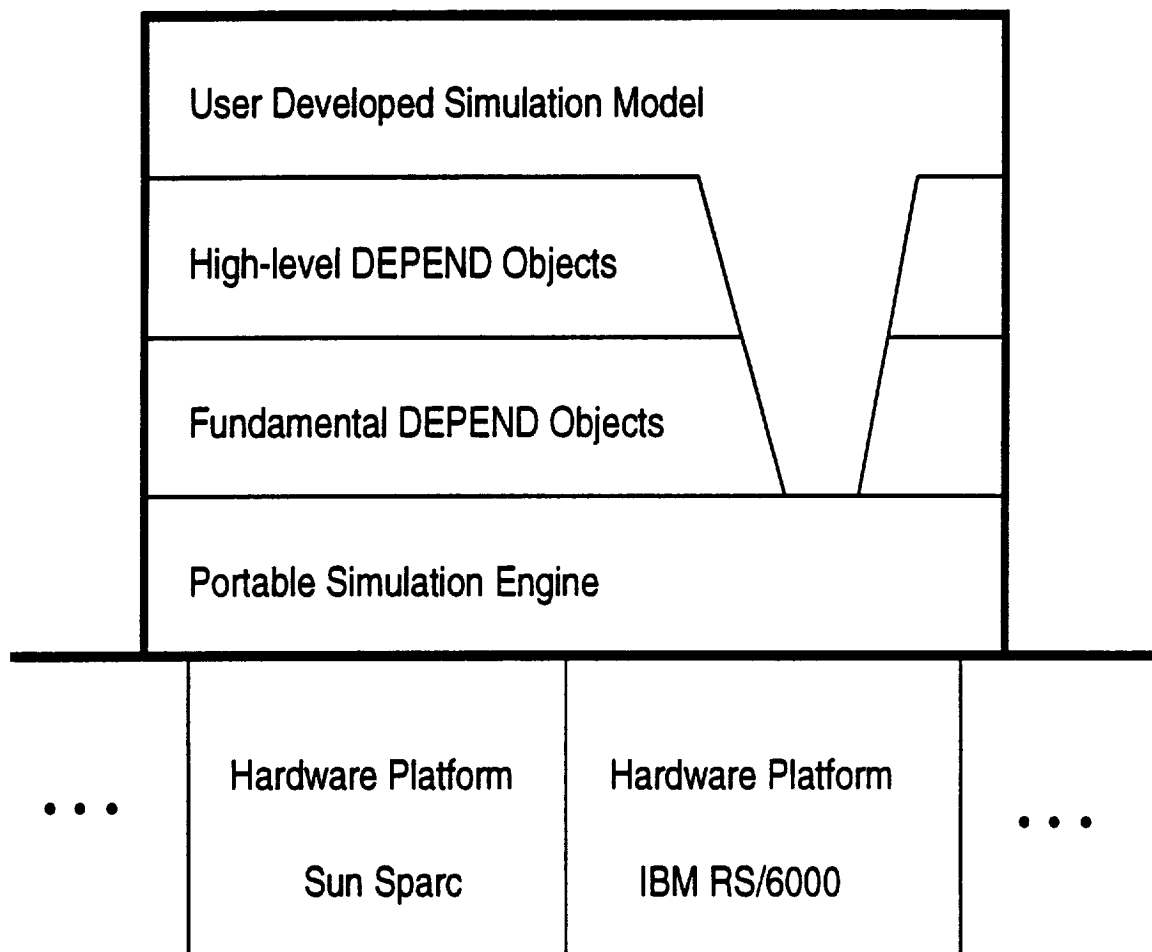 User Developed Simulation Model
High-level DEPEND Objects
Fundamental DEPEND Objects
Portable Simulation Engine
Hardware Platform
Sun Sparc
Hardware Platform
IBM RS/6000
• • •
• • •